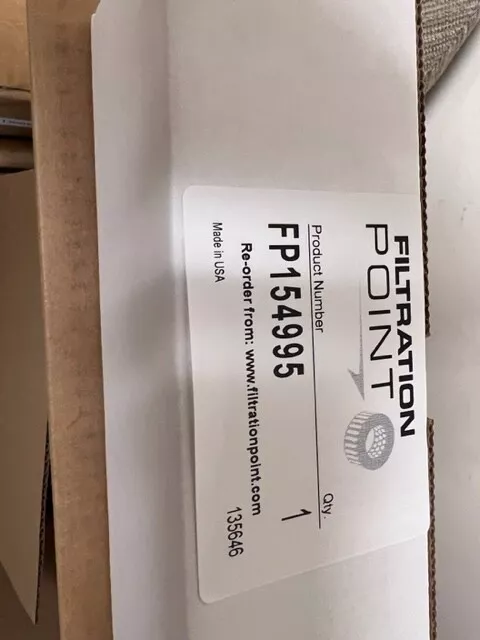 FILTRATION
POINT
Product Number
Qty.
FP154995
1
Re-order from: www.filtrationpoint.com
Made in USA
135646